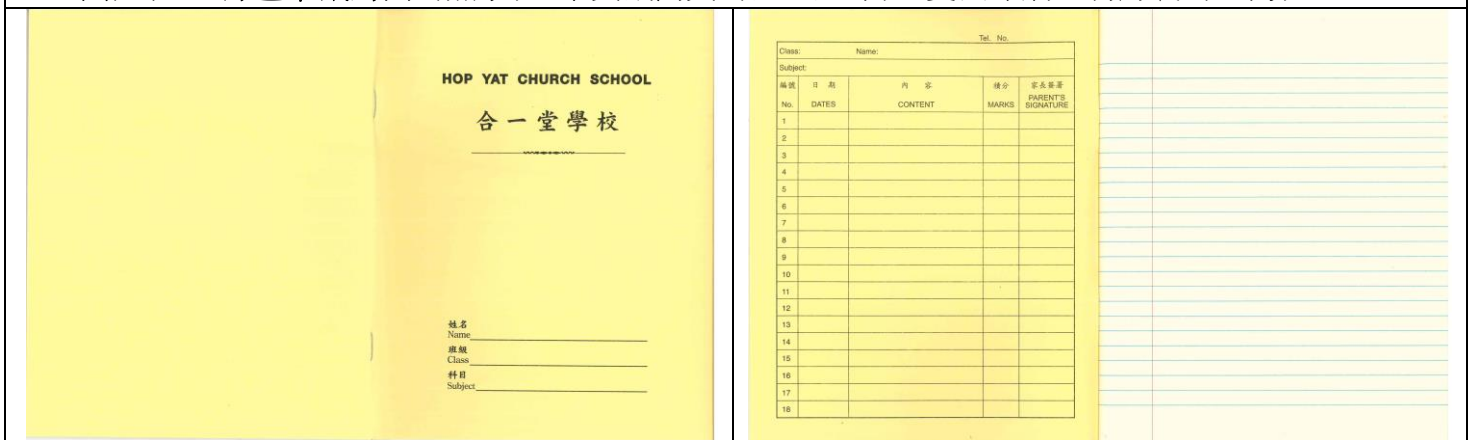 HOP YAT CHURCH SCHOOL
合一堂學校
姓名
Name
班級
Class
科目
Subject
Tel. No.
Class: Name:
Subject:
編號 日期 內容 積分 家長簽署
No. DATES CONTENT MARKS PARENT'S SIGNATURE
1
2
3
4
5
6
7
8
9
10
11
12
13
14
15
16
17
18